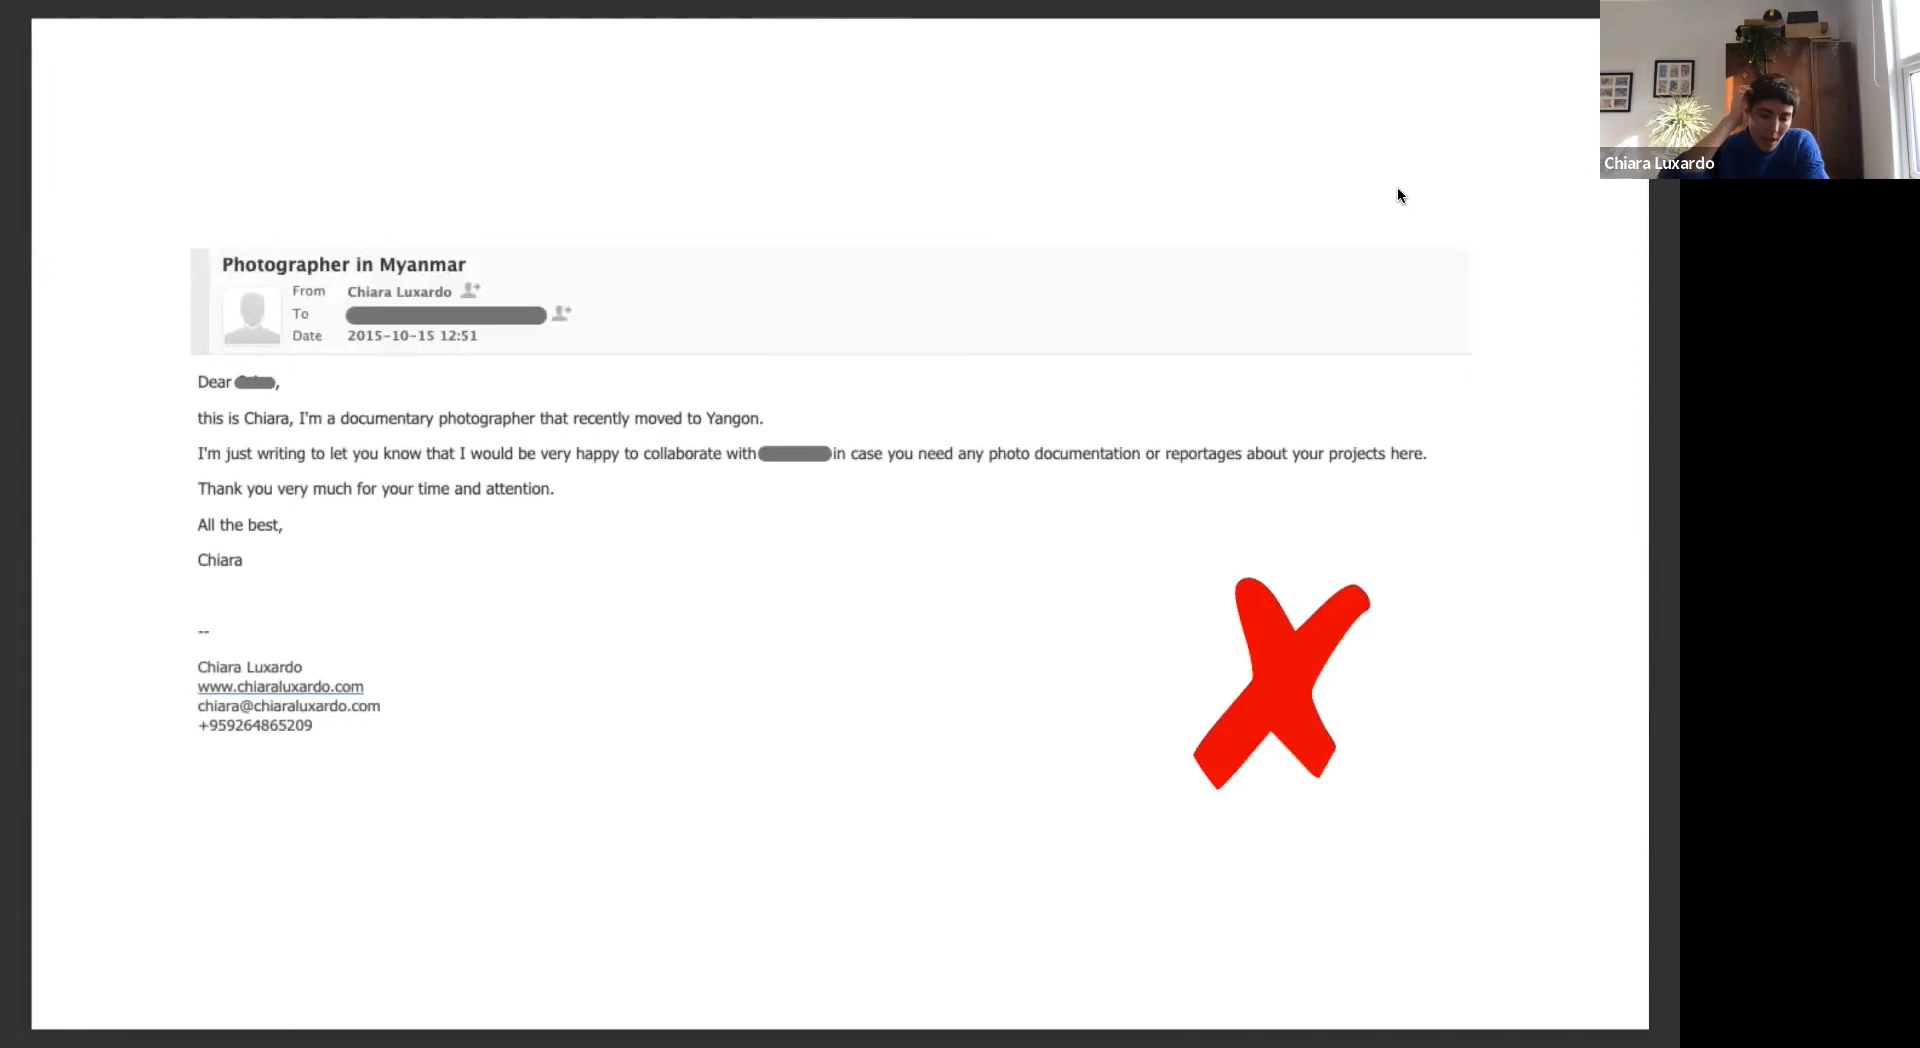 Chiara Luxardo
Photographer in Myanmar
From Chiara Luxardo
To
Date 2015-10-15 12:51
Dear ,
this is Chiara, I'm a documentary photographer that recently moved to Yangon.
I'm just writing to let you know that I would be very happy to collaborate with in case you need any photo documentation or reportages about your projects here.
Thank you very much for your time and attention.
All the best,
Chiara
--
Chiara Luxardo
www.chiaraluxardo.com
chiara@chiaraluxardo.com
+959264865209